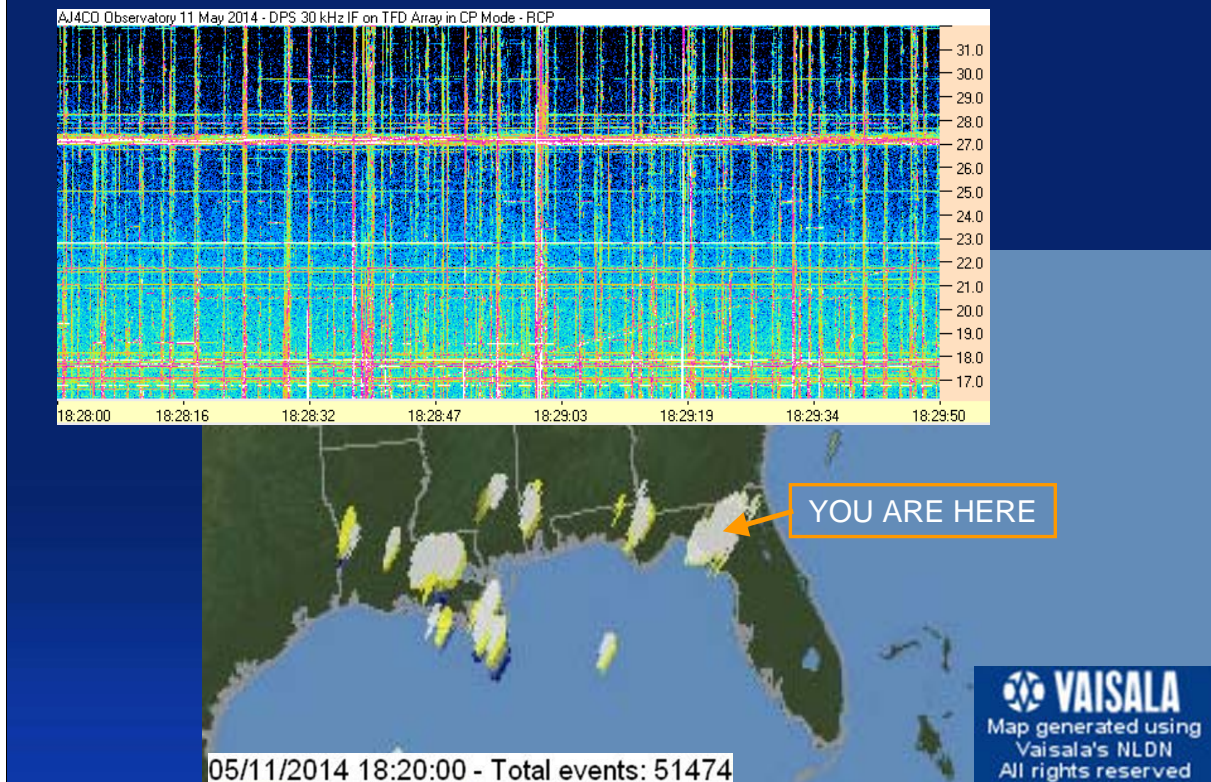 AJ4CO Observatory 11 May 2014 - DPS 30 kHz IF on TFD Array in CP Mode - RCP
31.0
30.0
29.0
28.0
27.0
26.0
25.0
24.0
23.0
22.0
21.0
20.0
19.0
18.0
17.0
18:28:00 18:28:16 18:28:32 18:28:47 18:29:03 18:29:19 18:29:34 18:29:50
YOU ARE HERE
VAISALA
Map generated using
Vaisala's NLDN
All rights reserved
05/11/2014 18:20:00 - Total events: 51474